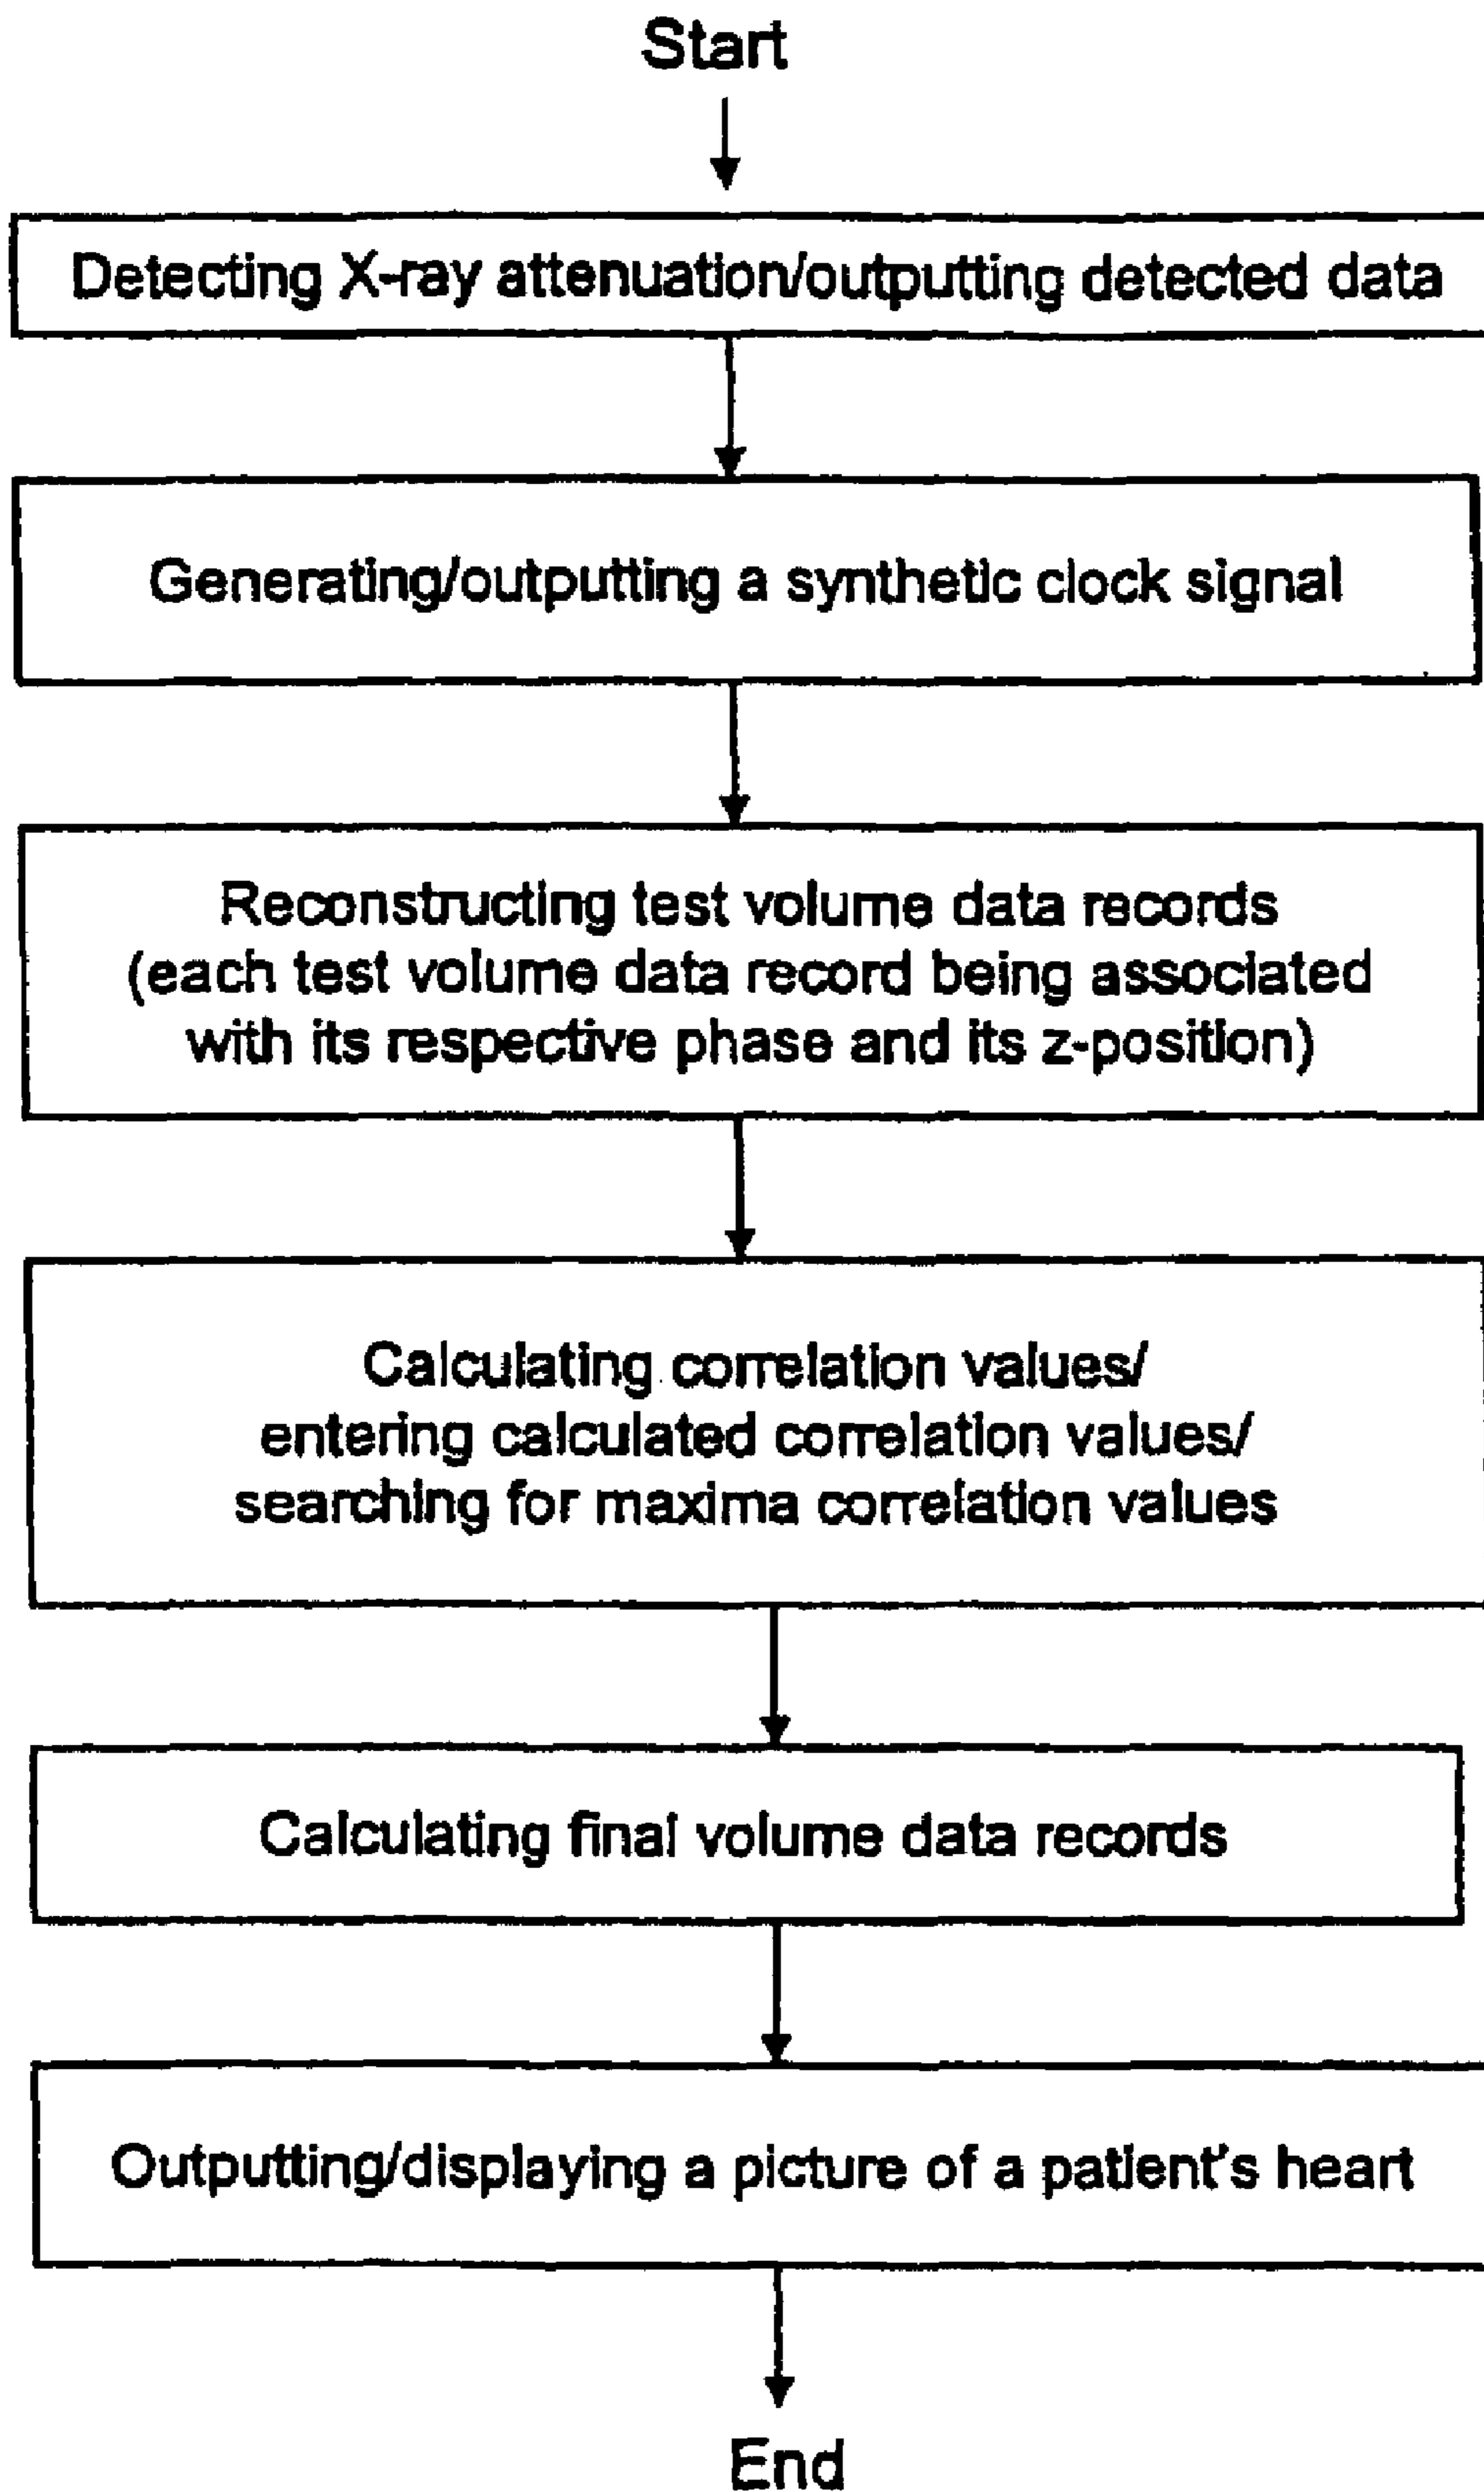 Start
Detecting X-ray attenuation/outputting detected data
Generating/outputting a synthetic clock signal
Reconstructing test volume data records
(each test volume data record being associated
with its respective phase and its z-position)
Calculating correlation values/
entering calculated correlation values/
searching for maxima correlation values
Calculating final volume data records
Outputting/displaying a picture of a patient's heart
End